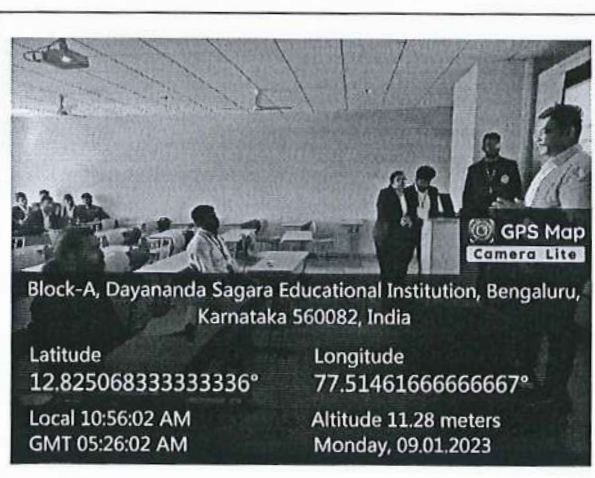 GPS Map
Camera Lite
Block-A, Dayananda Sagara Educational Institution, Bengaluru,
Karnataka 560082, India
Latitude
12.825068333333336°
Longitude
77.51461666666667°
Local 10:56:02 AM
GMT 05:26:02 AM
Altitude 11.28 meters
Monday, 09.01.2023